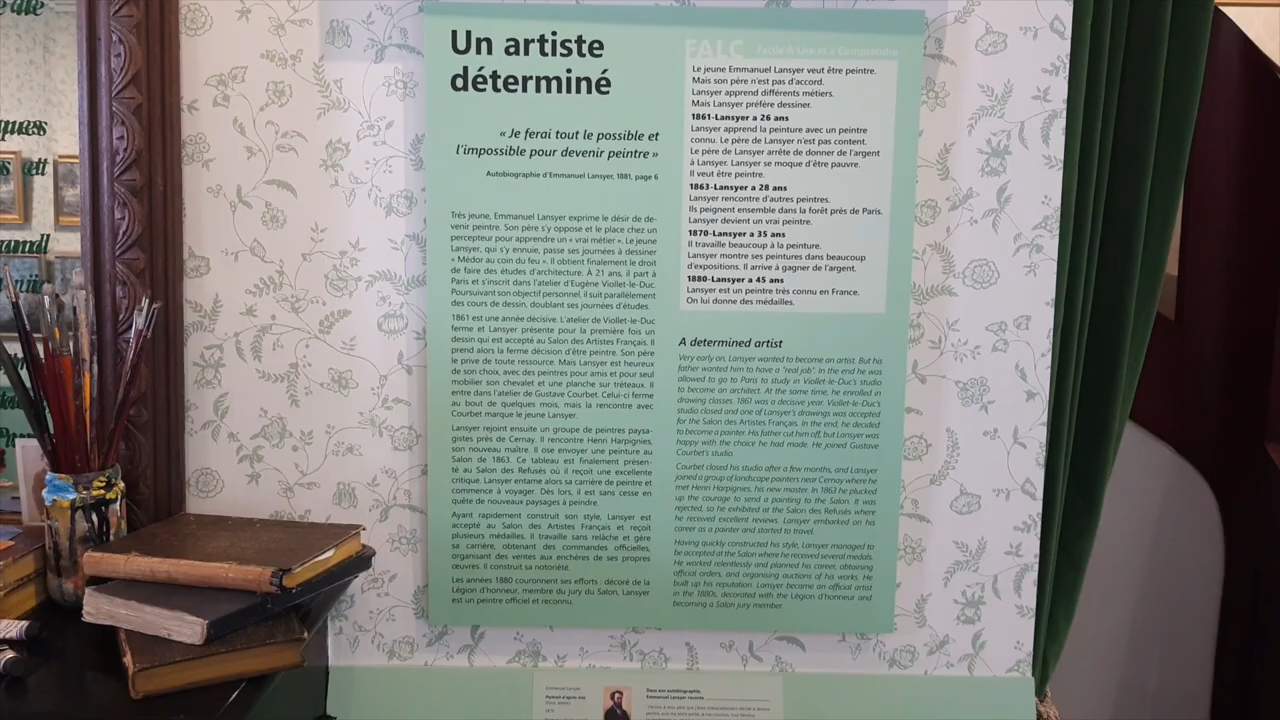 Un artiste
déterminé
« Je ferai tout le possible et
l'impossible pour devenir peintre »
Autobiographie d'Emmanuel Lansyer, 1881, page 6
Très jeune, Emmanuel Lansyer exprime le désir de de-
venir peintre. Son père s'y oppose et le place chez un
percepteur pour apprendre un « vrai métier ». Le jeune
Lansyer, qui s'y ennuie, passe ses journées à dessiner
« Médor au coin du feu ». Il obtient finalement le droit
de faire des études d'architecture. À 21 ans, il part à
Paris et s'inscrit dans l'atelier d'Eugène Viollet-le-Duc.
Poursuivant son objectif personnel, il suit parallèlement
des cours de dessin, doublant ses journées d'études.
1861 est une année décisive. L'atelier de Viollet-le-Duc
ferme et Lansyer présente pour la première fois un
dessin qui est accepté au Salon des Artistes Français. Il
prend alors la ferme décision d'être peintre. Son père
le prive de toute ressource. Mais Lansyer est heureux
de son choix, avec des peintres pour amis et pour seul
mobilier son chevalet et une planche sur tréteaux. Il
entre dans l'atelier de Gustave Courbet. Celui-ci ferme
au bout de quelques mois, mais la rencontre avec
Courbet marque le jeune Lansyer.
Lansyer rejoint ensuite un groupe de peintres paysa-
gistes près de Cernay. Il rencontre Henri Harpignies,
son nouveau maître. Il ose envoyer une peinture au
Salon de 1863. Ce tableau est finalement présen-
té au Salon des Refusés où il reçoit une excellente
critique. Lansyer entame alors sa carrière de peintre et
commence à voyager. Dès lors, il est sans cesse en
quête de nouveaux paysages à peindre.
Ayant rapidement construit son style, Lansyer est
accepté au Salon des Artistes Français et reçoit
plusieurs médailles. Il travaille sans relâche et gère
sa carrière, obtenant des commandes officielles,
organisant des ventes aux enchères de ses propres
œuvres. Il construit sa notoriété.
Les années 1880 couronnent ses efforts : décoré de la
Légion d'honneur, membre du jury du Salon, Lansyer
est un peintre officiel et reconnu.
FALC Facile À Lire et à Comprendre
Le jeune Emmanuel Lansyer veut être peintre.
Mais son père n'est pas d'accord.
Lansyer apprend différents métiers.
Mais Lansyer préfère dessiner.
1861-Lansyer a 26 ans
Lansyer apprend la peinture avec un peintre
connu. Le père de Lansyer n'est pas content.
Le père de Lansyer arrête de donner de l'argent
à Lansyer. Lansyer se moque d'être pauvre.
Il veut être peintre.
1863-Lansyer a 28 ans
Lansyer rencontre d'autres peintres.
Ils peignent ensemble dans la forêt près de Paris.
Lansyer devient un vrai peintre.
1870-Lansyer a 35 ans
Il travaille beaucoup à la peinture.
Lansyer montre ses peintures dans beaucoup
d'expositions. Il arrive à gagner de l'argent.
1880-Lansyer a 45 ans
Lansyer est un peintre très connu en France.
On lui donne des médailles.
A determined artist
Very early on, Lansyer wanted to become an artist. But his
father wanted him to have a "real job". In the end he was
allowed to go to Paris to study in Viollet-le-Duc's studio
to become an architect. At the same time, he enrolled in
drawing classes. 1861 was a decisive year. Viollet-le-Duc's
studio closed and one of Lansyer's drawings was accepted
for the Salon des Artistes Français. In the end, he decided
to become a painter. His father cut him off, but Lansyer was
happy with the choice he had made. He joined Gustave
Courbet's studio.
Courbet closed his studio after a few months, and Lansyer
joined a group of landscape painters near Cernay where he
met Henri Harpignies, his new master. In 1863 he plucked
up the courage to send a painting to the Salon. It was
rejected, so he exhibited at the Salon des Refusés where
he received excellent reviews. Lansyer embarked on his
career as a painter and started to travel.
Having quickly constructed his style, Lansyer managed to
be accepted at the Salon where he received several medals.
He worked relentlessly and planned his career, obtaining
official orders, and organising auctions of his works. He
built up his reputation. Lansyer became an official artist
in the 1880s, decorated with the Légion d'honneur and
becoming a Salon jury member.
Emmanuel Lansyer
Portrait d'après
1876
Dans son autobiographie,
Emmanuel Lansyer raconte